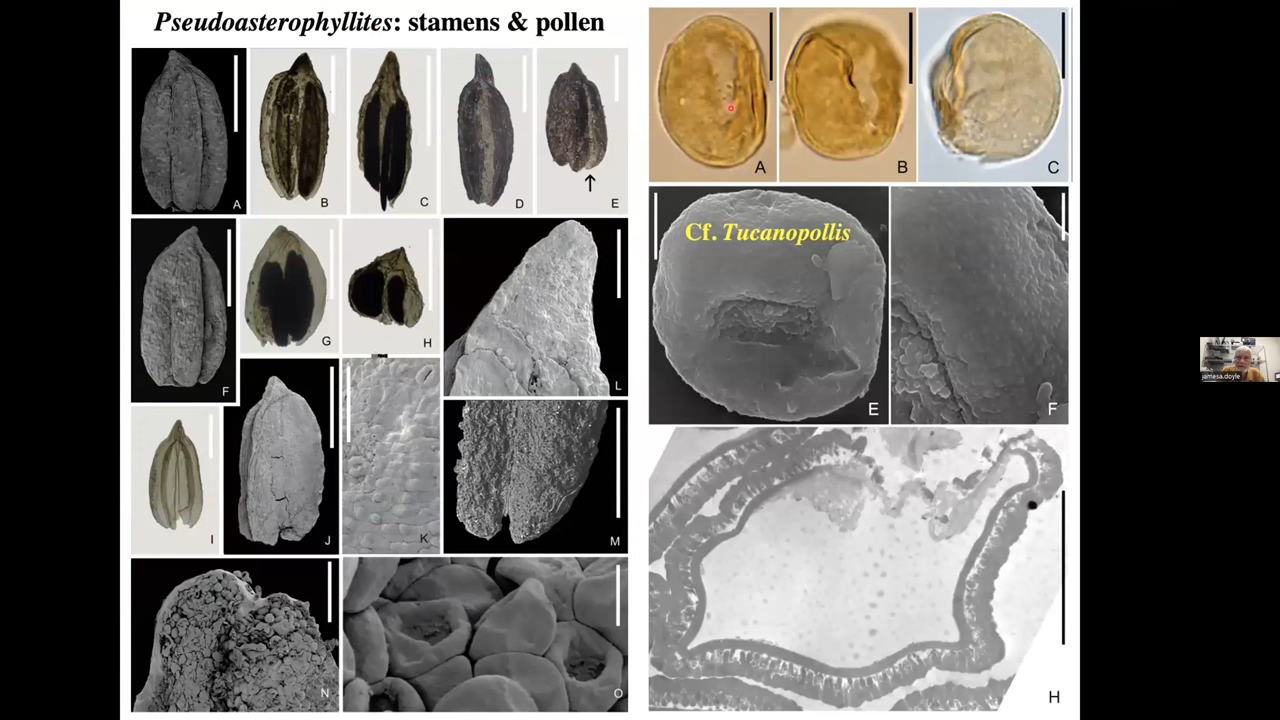 Pseudoasterophyllites: stamens & pollen
A
B
C
D
E
F
G
H
L
I
J
K
M
N
O
A
B
C
Cf. Tucanopollis
E
F
H
jamesa.doyle